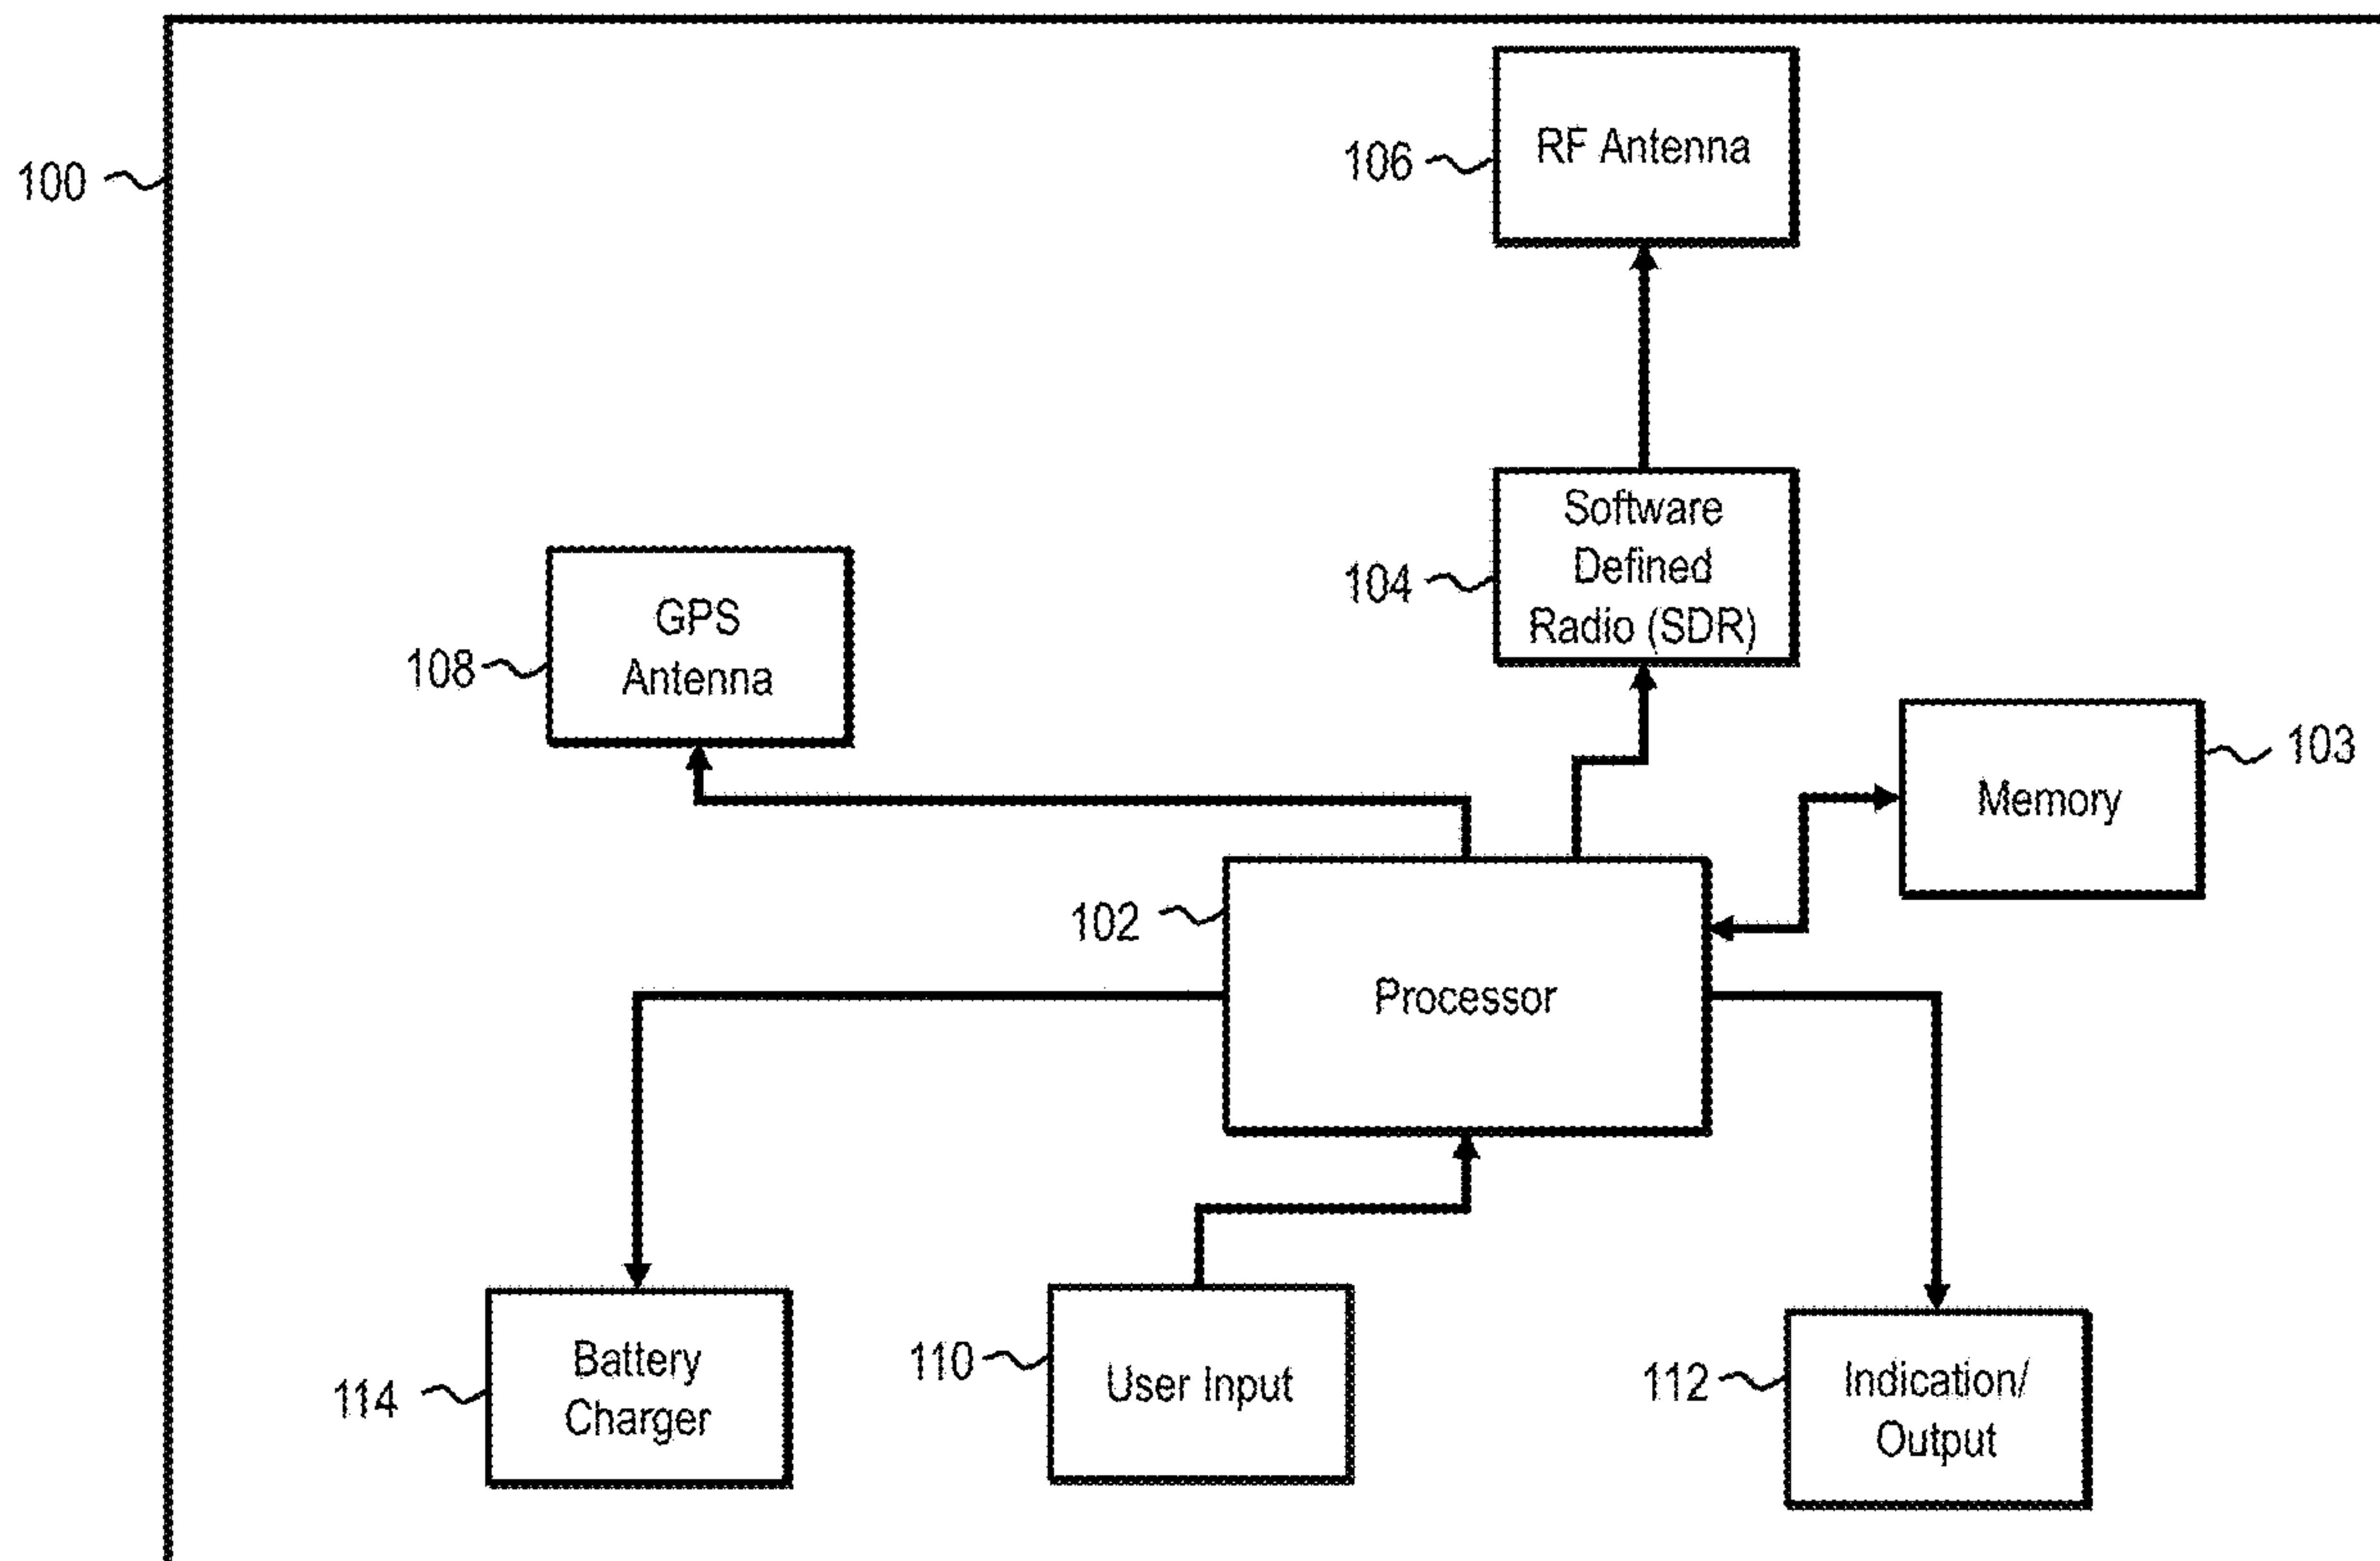 100
106
RF Antenna
104
Software
Defined
Radio (SDR)
108
GPS
Antenna
103
Memory
102
Processor
114
Battery
Charger
110
User Input
112
Indication/
Output